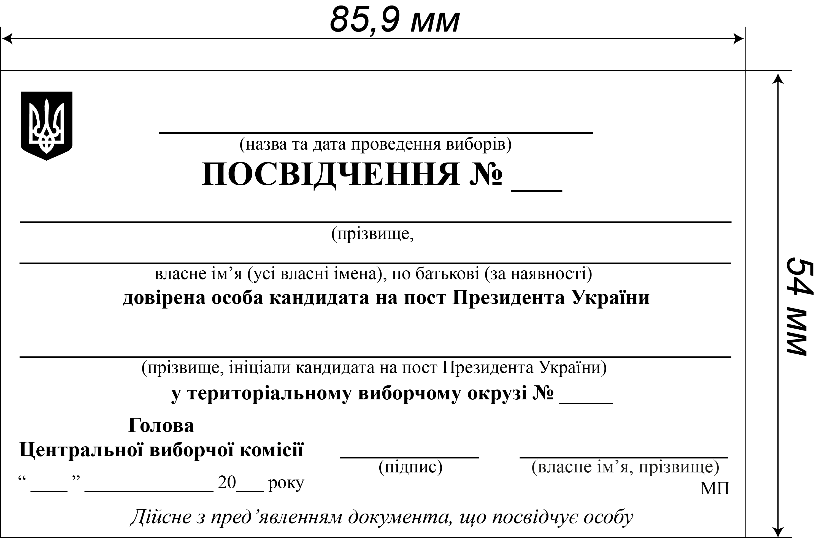 85,9 мм
54 мм
(назва та дата проведення виборів)
ПОСВІДЧЕННЯ № ___
(прізвище,
власне ім’я (усі власні імена), по батькові (за наявності)
довірена особа кандидата на пост Президента України
(прізвище, ініціали кандидата на пост Президента України)
у територіальному виборчому окрузі № _____
Голова
Центральної виборчої комісії
(підпис)
(власне ім’я, прізвище)
“ ____ ” ______________ 20___ року
МП
Дійсне з пред’явленням документа, що посвідчує особу